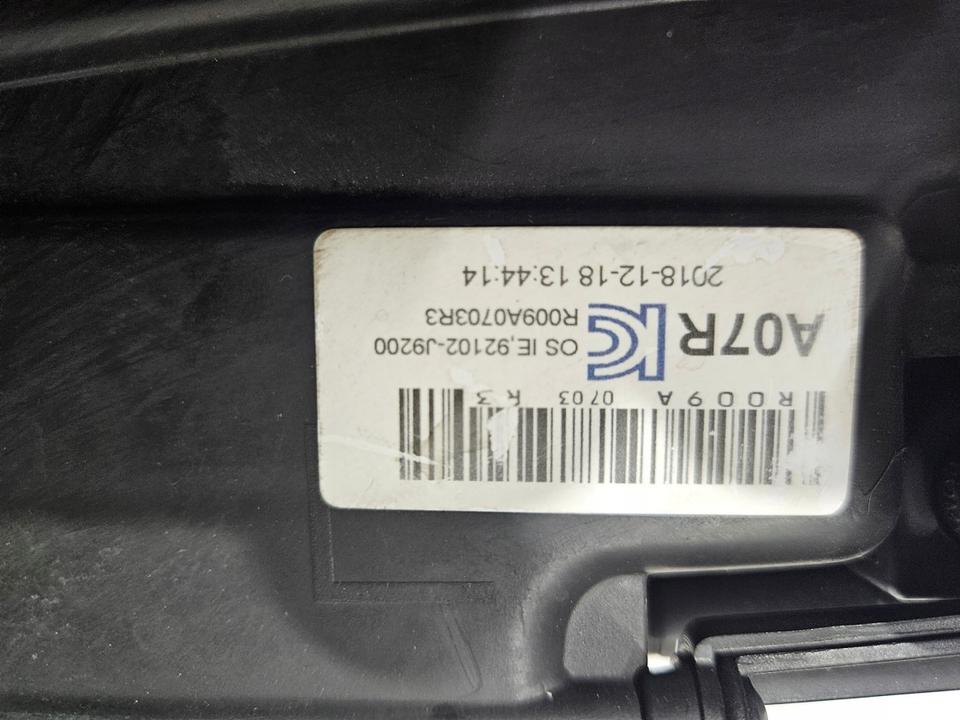 R009A 0703 R3
A07R
OS IE,92102-J9200
R009A0703R3
2018-12-18 13:44:14